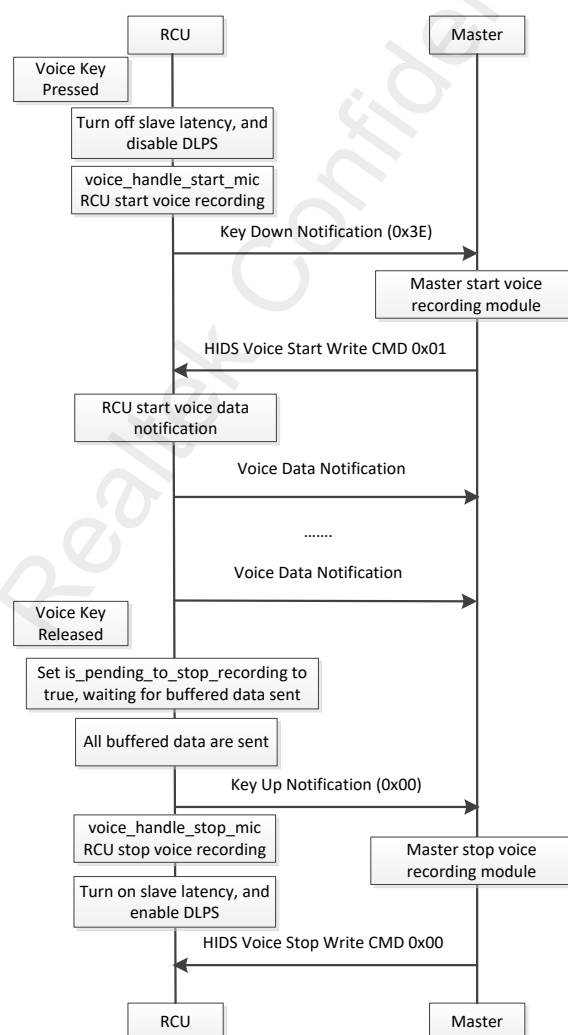 RCU
Master
Voice Key
Pressed
Turn off slave latency, and
disable DLPS
voice_handle_start_mic
RCU start voice recording
Key Down Notification (0x3E)
Master start voice
recording module
HIDS Voice Start Write CMD 0x01
RCU start voice data
notification
Voice Data Notification
.......
Voice Data Notification
Voice Key
Released
Set is_pending_to_stop_recording to
true, waiting for buffered data sent
All buffered data are sent
Key Up Notification (0x00)
voice_handle_stop_mic
RCU stop voice recording
Master stop voice
recording module
Turn on slave latency, and
enable DLPS
HIDS Voice Stop Write CMD 0x00
RCU
Master
Realtek Confiden